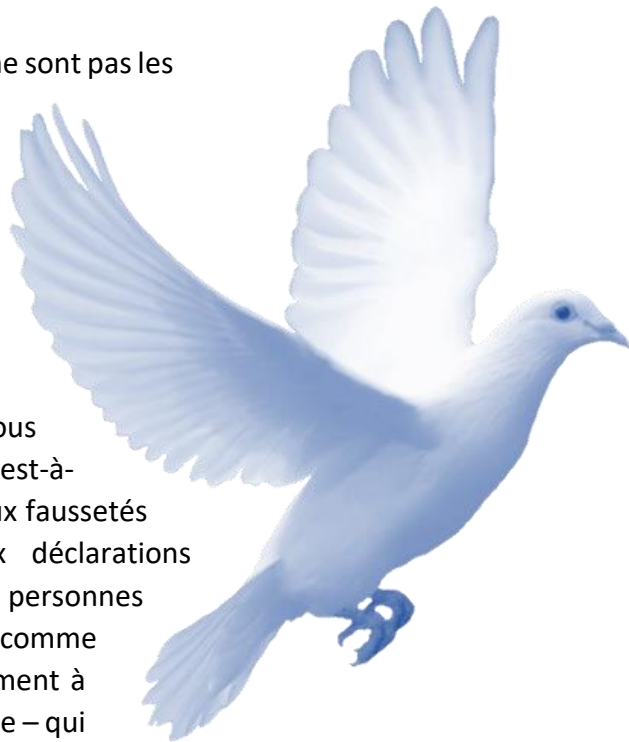 ne sont pas les
ous
est-à-
ux faussetés
x déclarations
personnes
comme
ment à
e – qui